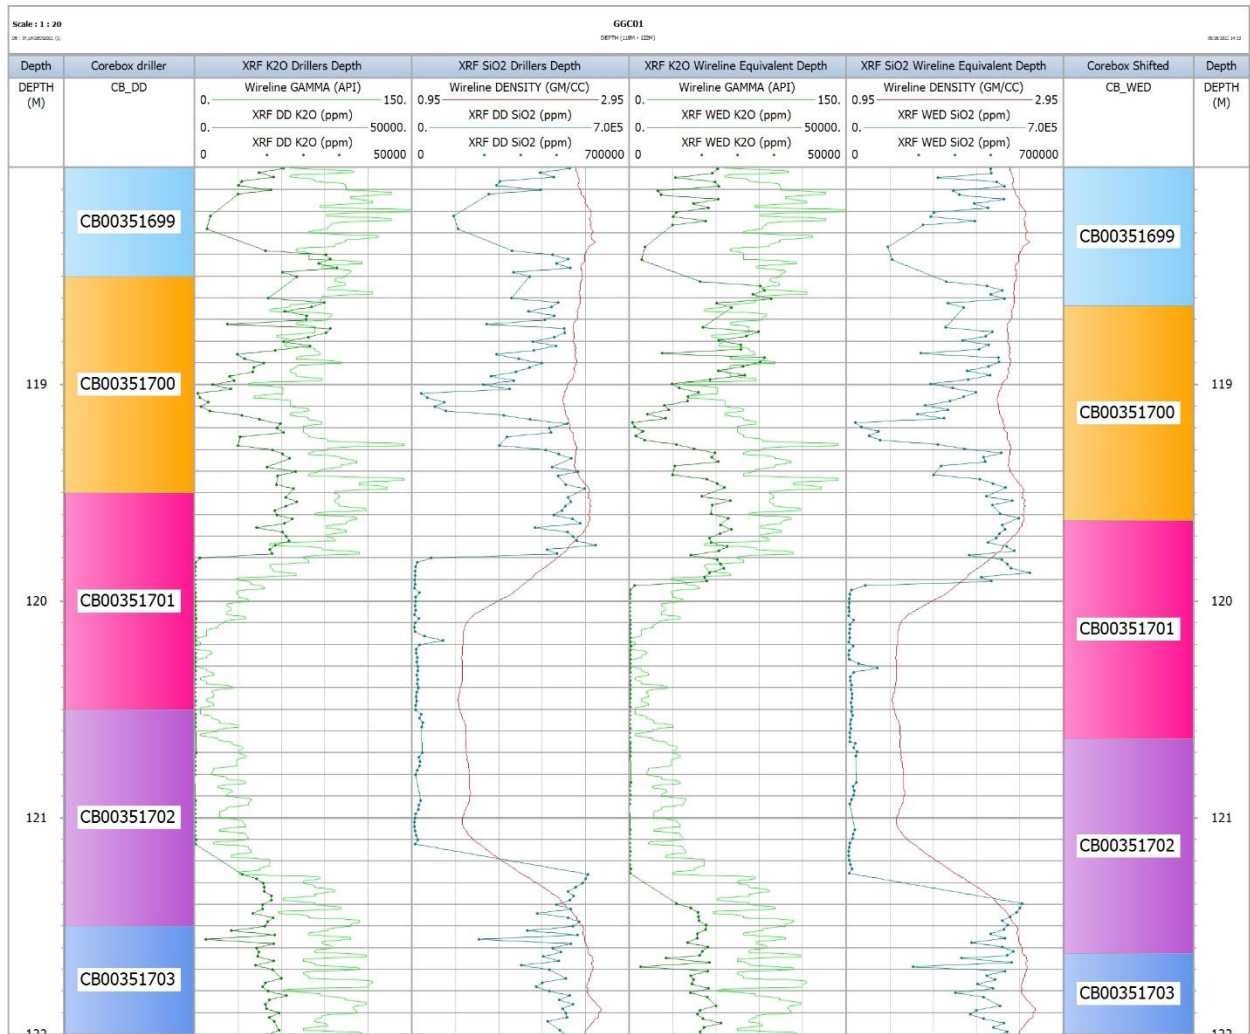 Scale : 1 : 20
GGC01
DEPTH (118M - 122M)
Depth Corebox driller XRF K2O Drillers Depth XRF SiO2 Drillers Depth XRF K2O Wireline Equivalent Depth XRF SiO2 Wireline Equivalent Depth Corebox Shifted Depth
DEPTH (M) CB_DD Wireline GAMMA (API) Wireline DENSITY (GM/CC) Wireline GAMMA (API) Wireline DENSITY (GM/CC) CB_WED DEPTH (M)
0. 150. 0.95 2.95 0. 150. 0.95 2.95
XRF DD K2O (ppm) XRF DD SiO2 (ppm) XRF WED K2O (ppm) XRF WED SiO2 (ppm)
0. 50000. 0. 7.0E5 0. 50000. 0. 7.0E5
XRF DD K2O (ppm) XRF DD SiO2 (ppm) XRF WED K2O (ppm) XRF WED K2O (ppm)
0 50000 0 700000 0 50000 0 700000
CB00351699
CB00351699
119 CB00351700 119
CB00351700
120 CB00351701 120
CB00351701
121 CB00351702 121
CB00351702
CB00351703
CB00351703